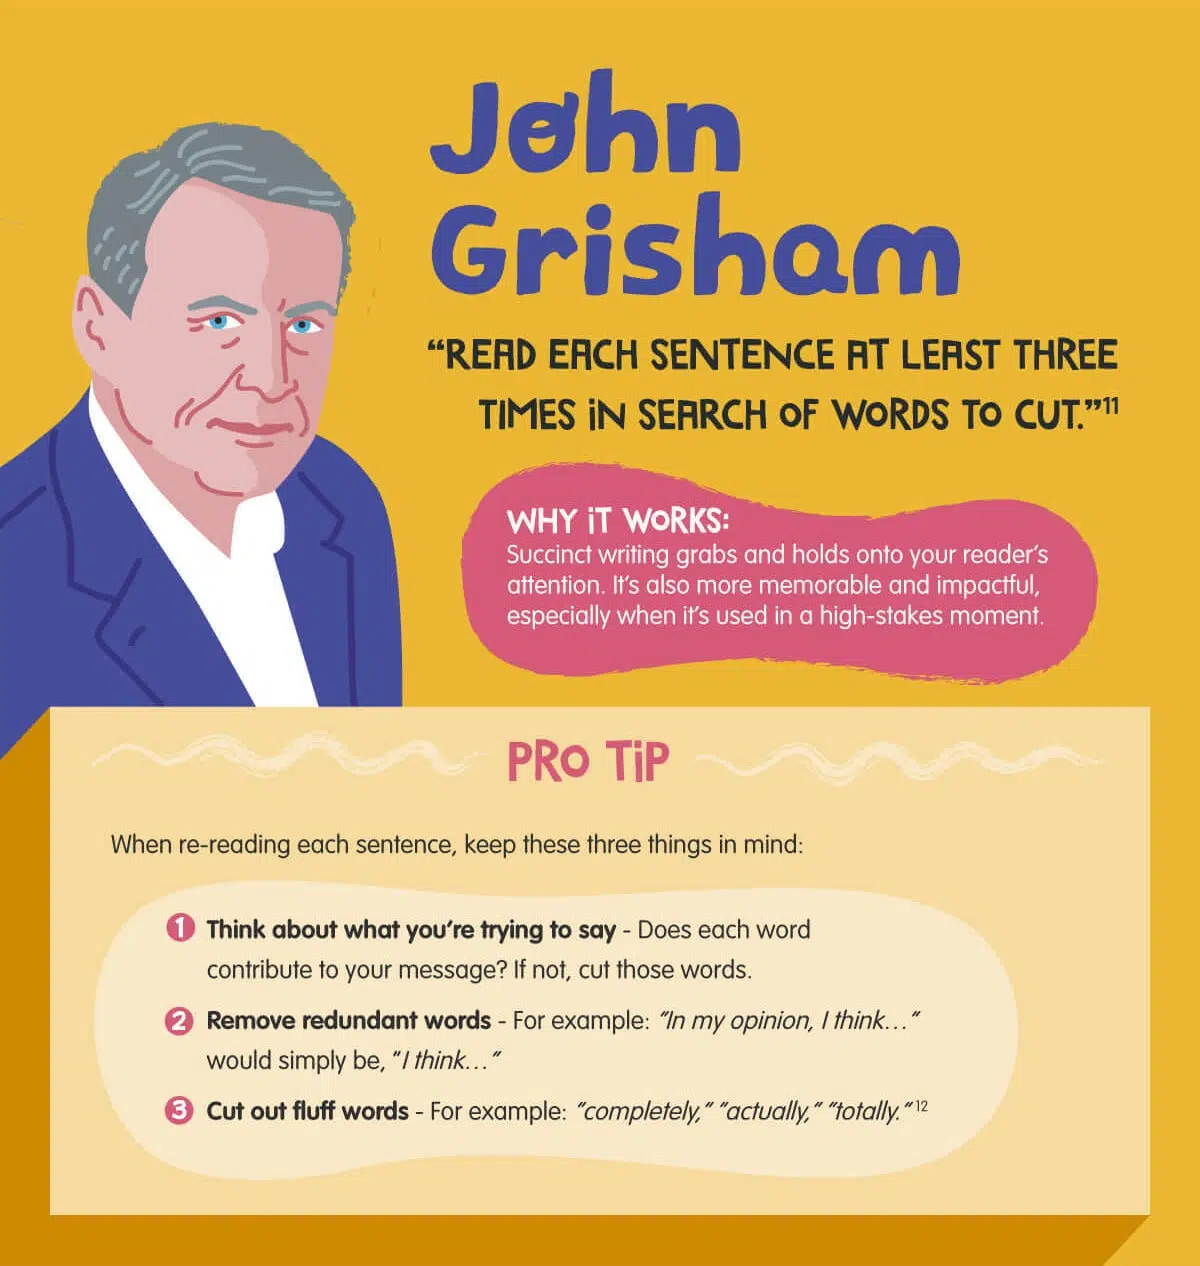 John
Grisham
“READ EACH SENTENCE AT LEAST THREE
TIMES IN SEARCH OF WORDS TO CUT.”11
WHY IT WORKS:
Succinct writing grabs and holds onto your reader’s
attention. It’s also more memorable and impactful,
especially when it’s used in a high-stakes moment.
PRO TIP
When re-reading each sentence, keep these three things in mind:
1 Think about what you’re trying to say - Does each word
contribute to your message? If not, cut those words.
2 Remove redundant words - For example: “In my opinion, I think…”
would simply be, “I think…”
3 Cut out fluff words - For example: “completely,” “actually,” “totally.”12